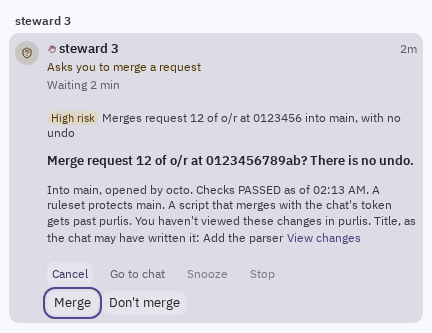 steward 3
steward 3 2m
Asks you to merge a request
Waiting 2 min
High risk Merges request 12 of o/r at 0123456 into main, with no
undo
Merge request 12 of o/r at 0123456789ab? There is no undo.
Into main, opened by octo. Checks PASSED as of 02:13 AM. A
ruleset protects main. A script that merges with the chat's token
gets past purlis. You haven't viewed these changes in purlis. Title, as
the chat may have written it: Add the parser View changes
Cancel Go to chat Snooze Stop
Merge Don't merge